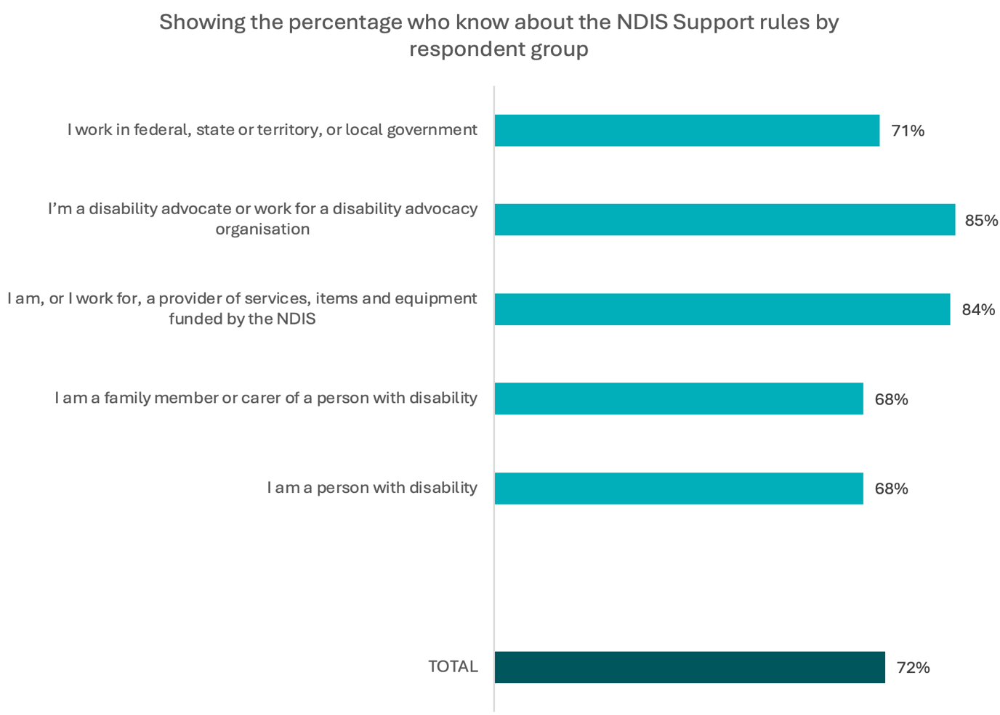 Showing the percentage who know about the NDIS Support rules by
respondent group
I work in federal, state or territory, or local government
71%
I’m a disability advocate or work for a disability advocacy
organisation
85%
I am, or I work for, a provider of services, items and equipment
funded by the NDIS
84%
I am a family member or carer of a person with disability
68%
I am a person with disability
68%
TOTAL
72%